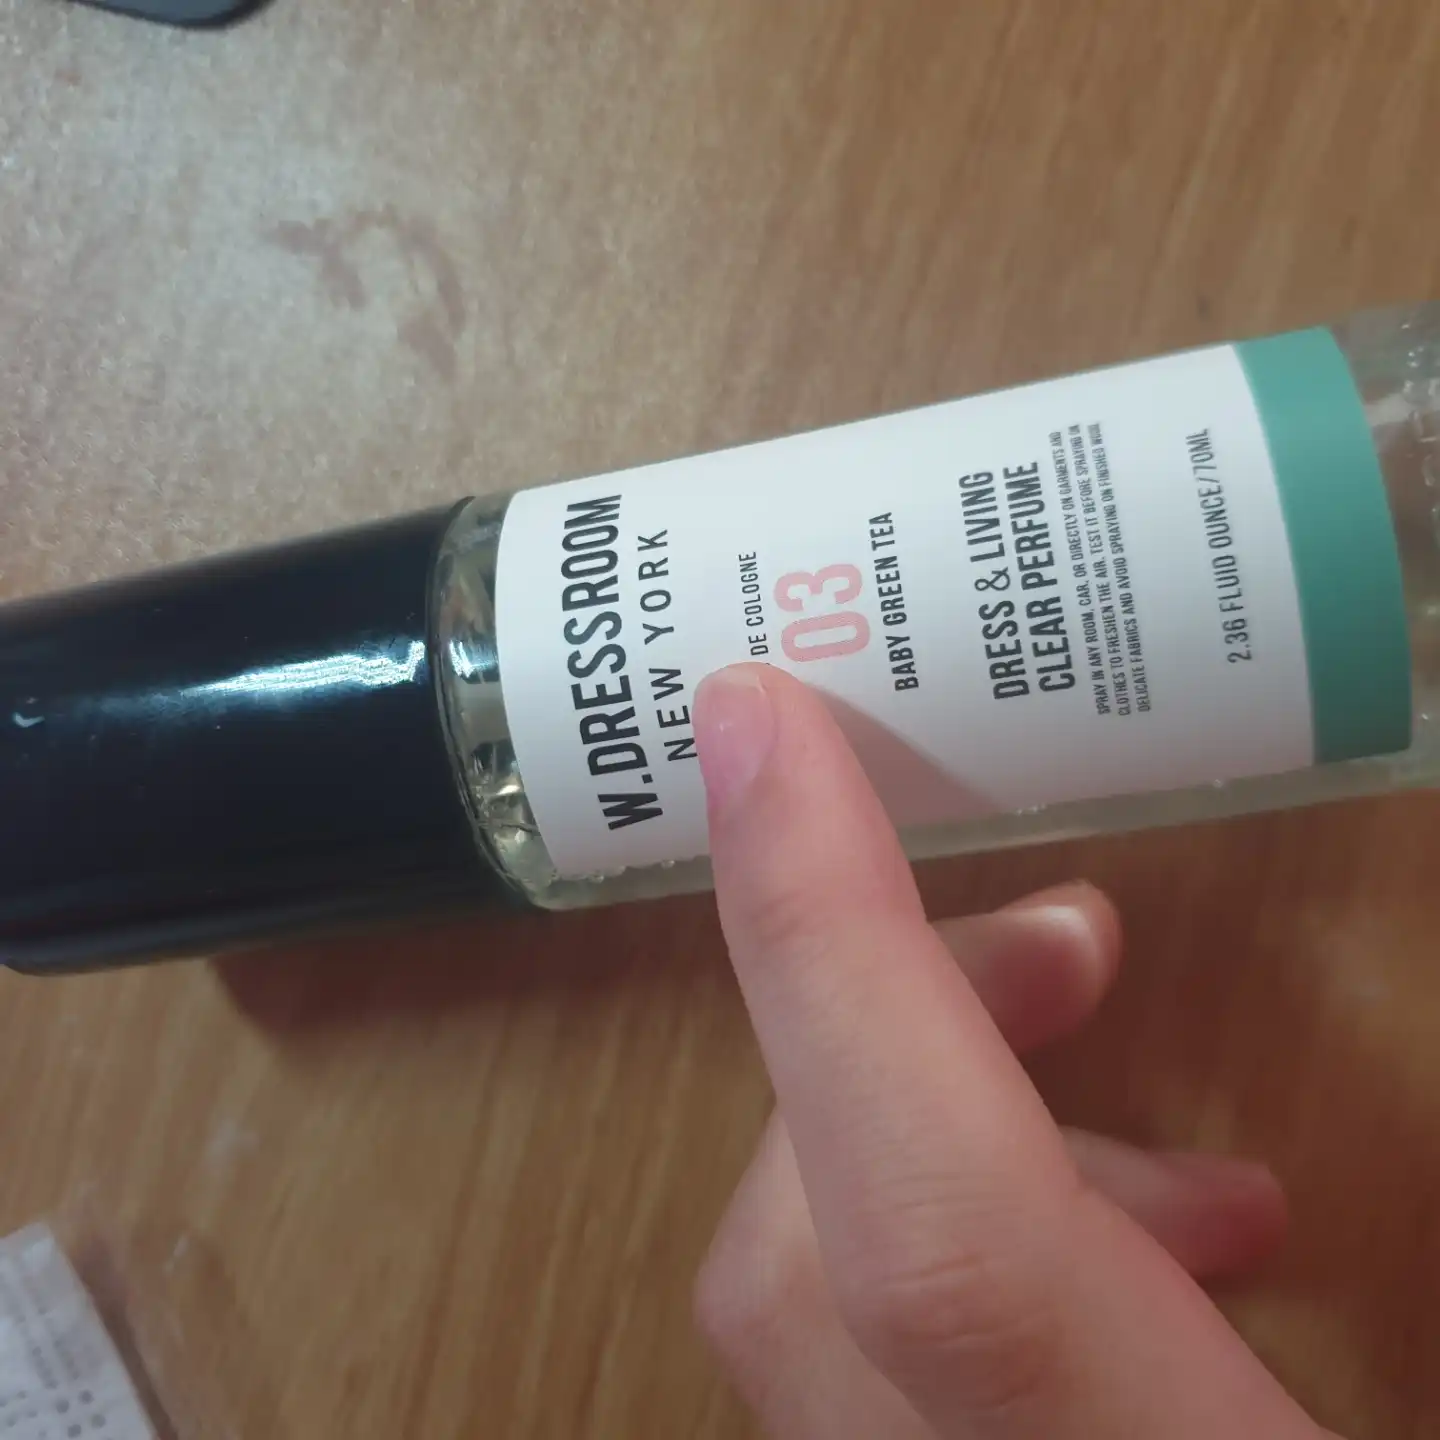 W.DRESSROOM
NEW YORK
DE COLOGNE
03
BABY GREEN TEA
DRESS & LIVING
CLEAR PERFUME
SPRAY IN ANY ROOM, CAR, OR DIRECTLY ON GARMENTS AND
CLOTHES TO FRESHEN THE AIR. TEST IT BEFORE SPRAYING ON
DELICATE FABRICS AND AVOID SPRAYING ON FINISHED WOOD.
2.36 FLUID OUNCE/70ML